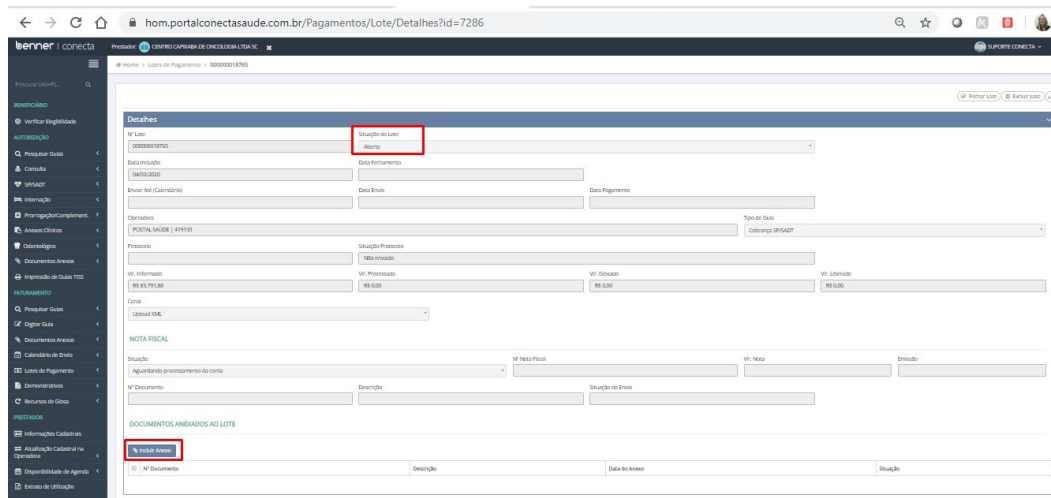 hom.portalconectasaude.com.br/Pagamentos/Lote/Detalhes?id=7286
benner | conecta
Prestador: CENTRO CAPIXABA DE ONCOLOGIA LTDA SC
SUPORTE CONECTA
Home > Lotes de Pagamento > 000000018765
Procurar
Fechar Lote
Excluir Lote
BENEFICIÁRIO
Verificar Elegibilidade
AUTORIZAÇÃO
Pesquisar Guias
Consulta
SP/SADT
Internação
Prorrogação/Complement.
Anexos Clínicos
Odontológico
Documentos Anexos
Impressão de Guias TISS
FATURAMENTO
Pesquisar Guias
Digitar Guia
Documentos Anexos
Calendário de Envio
Lotes de Pagamento
Demonstrativos
Recursos de Glosa
PRESTADOR
Informações Cadastrais
Atualização Cadastral na
Operadora
Disponibilidade de Agenda
Extrato de Utilização
Detalhes
Nº Lote
Situação do Lote
000000018765
Aberto
Data Inclusão
Data Fechamento
04/03/2020
Enviar Até (Calendário)
Data Envio
Data Pagamento
Operadora
Tipo de Guia
POSTAL SAÚDE | 419133
Cobrança SP/SADT
Protocolo
Situação Protocolo
Não enviado
Vlr. Informado
Vlr. Processado
Vlr. Glosado
Vlr. Liberado
R$ 85.791,88
R$ 0,00
R$ 0,00
R$ 0,00
Canal
Upload XML
NOTA FISCAL
Situação
Nº Nota Fiscal
Vlr. Nota
Emissão
Aguardando processamento da conta
Nº Documento
Descrição
Situação do Envio
DOCUMENTOS ANEXADOS AO LOTE
Incluir Anexo
Nº Documento
Descrição
Data do Anexo
Situação